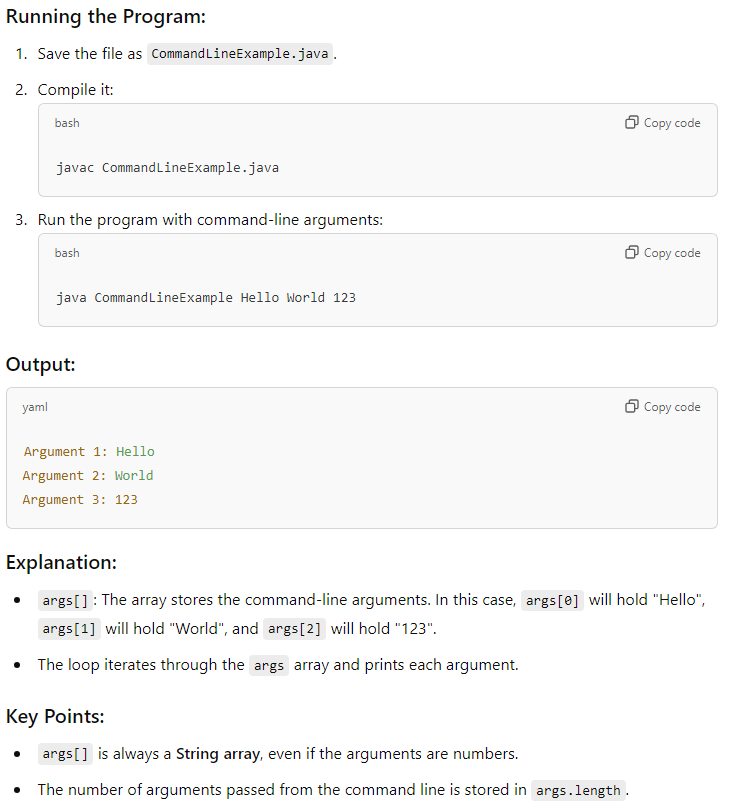 Running the Program:
1. Save the file as CommandLineExample.java.
2. Compile it:
bash Copy code
javac CommandLineExample.java
3. Run the program with command-line arguments:
bash Copy code
java CommandLineExample Hello World 123
Output:
yaml Copy code
Argument 1: Hello
Argument 2: World
Argument 3: 123
Explanation:
• args[]: The array stores the command-line arguments. In this case, args[0] will hold "Hello",
args[1] will hold "World", and args[2] will hold "123".
• The loop iterates through the args array and prints each argument.
Key Points:
• args[] is always a String array, even if the arguments are numbers.
• The number of arguments passed from the command line is stored in args.length.